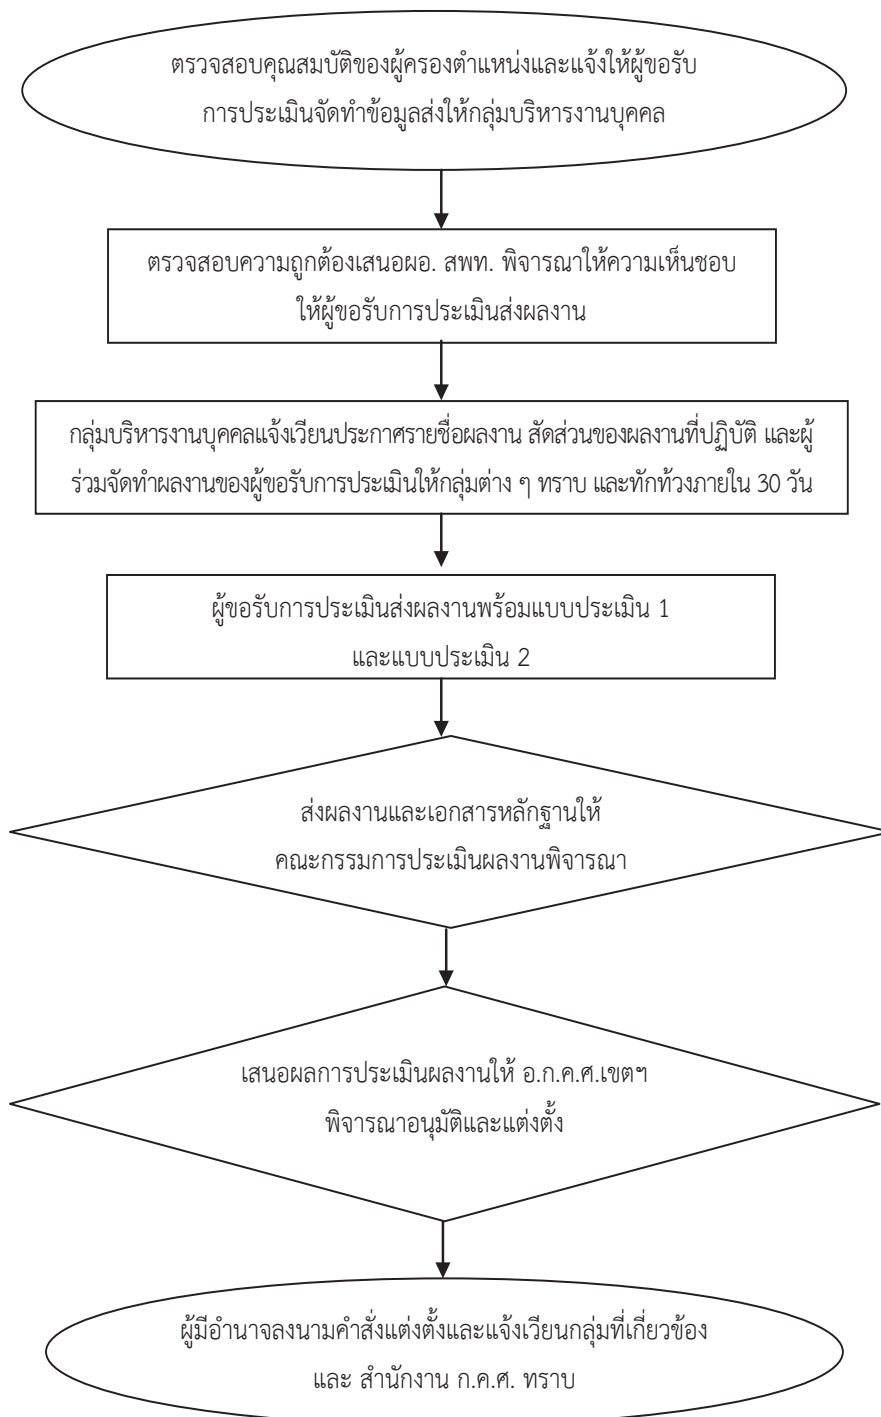 ตรวจสอบคุณสมบัติของผู้ครองตำแหน่งและแจ้งให้ผู้ขอรับ
การประเมินจัดทำข้อมูลส่งให้กลุ่มบริหารงานบุคคล
ตรวจสอบความถูกต้องเสนอผอ. สพท. พิจารณาให้ความเห็นชอบ
ให้ผู้ขอรับการประเมินส่งผลงาน
กลุ่มบริหารงานบุคคลแจ้งเวียนประกาศรายชื่อผลงาน สัดส่วนของผลงานที่ปฏิบัติ และผู้
ร่วมจัดทำผลงานของผู้ขอรับการประเมินให้กลุ่มต่าง ๆ ทราบ และทักท้วงภายใน 30 วัน
ผู้ขอรับการประเมินส่งผลงานพร้อมแบบประเมิน 1
และแบบประเมิน 2
ส่งผลงานและเอกสารหลักฐานให้
คณะกรรมการประเมินผลงานพิจารณา
เสนอผลการประเมินผลงานให้ อ.ก.ค.ศ.เขตฯ
พิจารณาอนุมัติและแต่งตั้ง
ผู้มีอำนาจลงนามคำสั่งแต่งตั้งและแจ้งเวียนกลุ่มที่เกี่ยวข้อง
และ สำนักงาน ก.ค.ศ. ทราบ